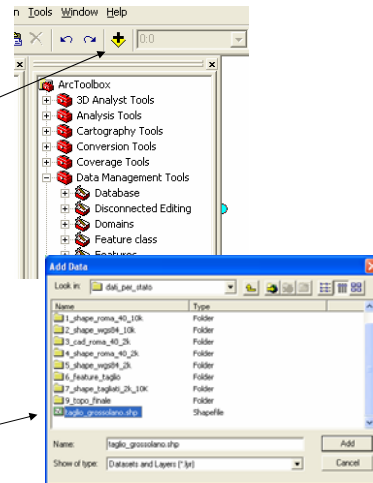 n Tools Window Help
0:0
ArcToolbox
3D Analyst Tools
Analysis Tools
Cartography Tools
Conversion Tools
Coverage Tools
Data Management Tools
Database
Disconnected Editing
Domains
Feature class
Features
Add Data
Look in: dati_per_stato
Name Type
1_shape_roma_40_10k Folder
2_shape_wgs84_10k Folder
3_cad_roma_40_2k Folder
4_shape_roma_40_2k Folder
5_shape_wgs84_2k Folder
6_feature_taglio Folder
7_shape_tagliati_2k_10K Folder
9_topo_finale Folder
taglio_grossolano.shp Shapefile
Name: taglio_grossolano.shp Add
Show of type: Datasets and Layers (*.lyr) Cancel